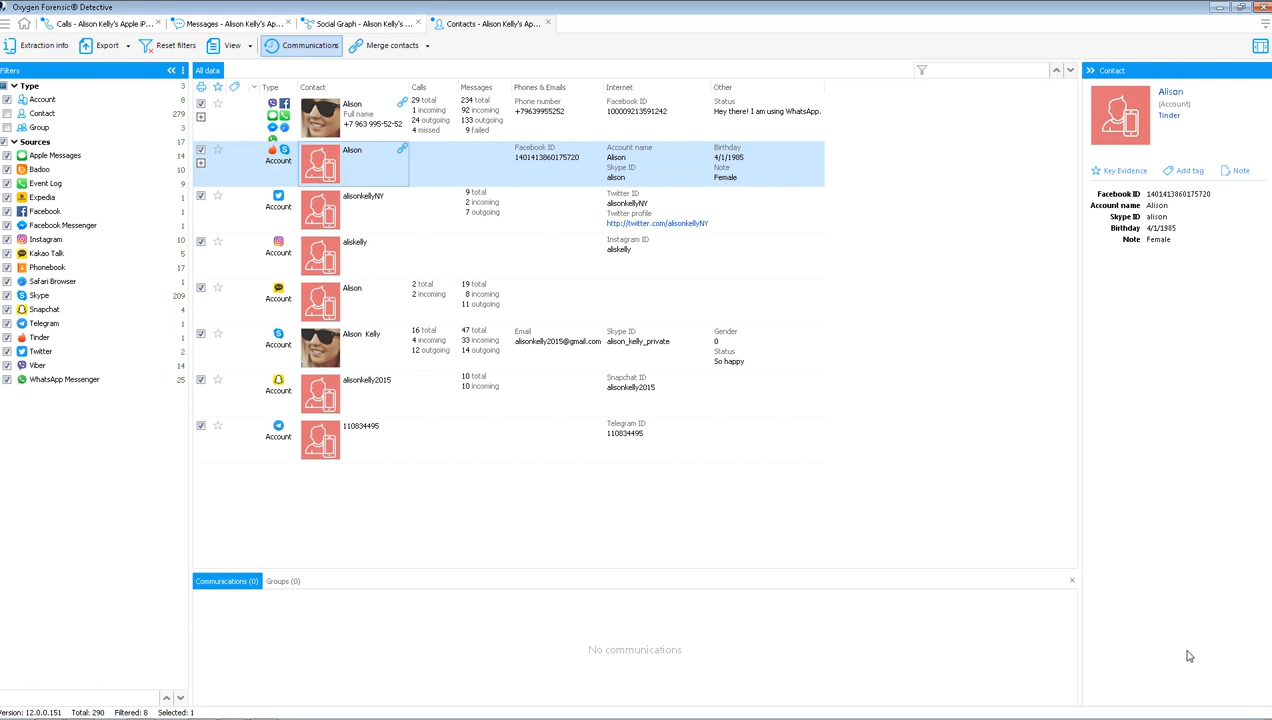 Oxygen Forensic® Detective
Calls - Alison Kelly's Apple iP...
Messages - Alison Kelly's Ap...
Social Graph - Alison Kelly's ...
Contacts - Alison Kelly's Ap...
Extraction info
Export
Reset filters
View
Communications
Merge contacts
Filters
Type 3
Account 8
Contact 279
Group 3
Sources 17
Apple Messages 14
Badoo 10
Event Log 9
Expedia 1
Facebook 1
Facebook Messenger 1
Instagram 10
Kakao Talk 5
Phonebook 17
Safari Browser 1
Skype 209
Snapchat 4
Telegram 1
Tinder 1
Twitter 2
Viber 14
WhatsApp Messenger 25
All data
Type Contact Calls Messages Phones & Emails Internet Other
Alison
Full name
+7 963 995-52-52
29 total
1 incoming
24 outgoing
4 missed
234 total
92 incoming
133 outgoing
9 failed
Phone number
+79639955252
Facebook ID
100009213591242
Status
Hey there! I am using WhatsApp.
Account
Alison
Facebook ID
1401413860175720
Account name
Alison
Skype ID
alison
Birthday
4/1/1985
Note
Female
Account
alisonkellyNY
9 total
2 incoming
7 outgoing
Twitter ID
alisonkellyNY
Twitter profile
http://twitter.com/alisonkellyNY
Account
aliskelly
Instagram ID
aliskelly
Account
Alison
2 total
2 incoming
19 total
8 incoming
11 outgoing
Account
Alison Kelly
16 total
4 incoming
12 outgoing
47 total
33 incoming
14 outgoing
Email
alisonkelly2015@gmail.com
Skype ID
alison_kelly_private
Gender
0
Status
So happy
Account
alisonkelly2015
10 total
10 incoming
Snapchat ID
alisonkelly2015
Account
110834495
Telegram ID
110834495
Communications (0)
Groups (0)
No communications
Contact
Alison
(Account)
Tinder
Key Evidence
Add tag
Note
Facebook ID 1401413860175720
Account name Alison
Skype ID alison
Birthday 4/1/1985
Note Female
Version: 12.0.0.151 Total: 290 Filtered: 8 Selected: 1